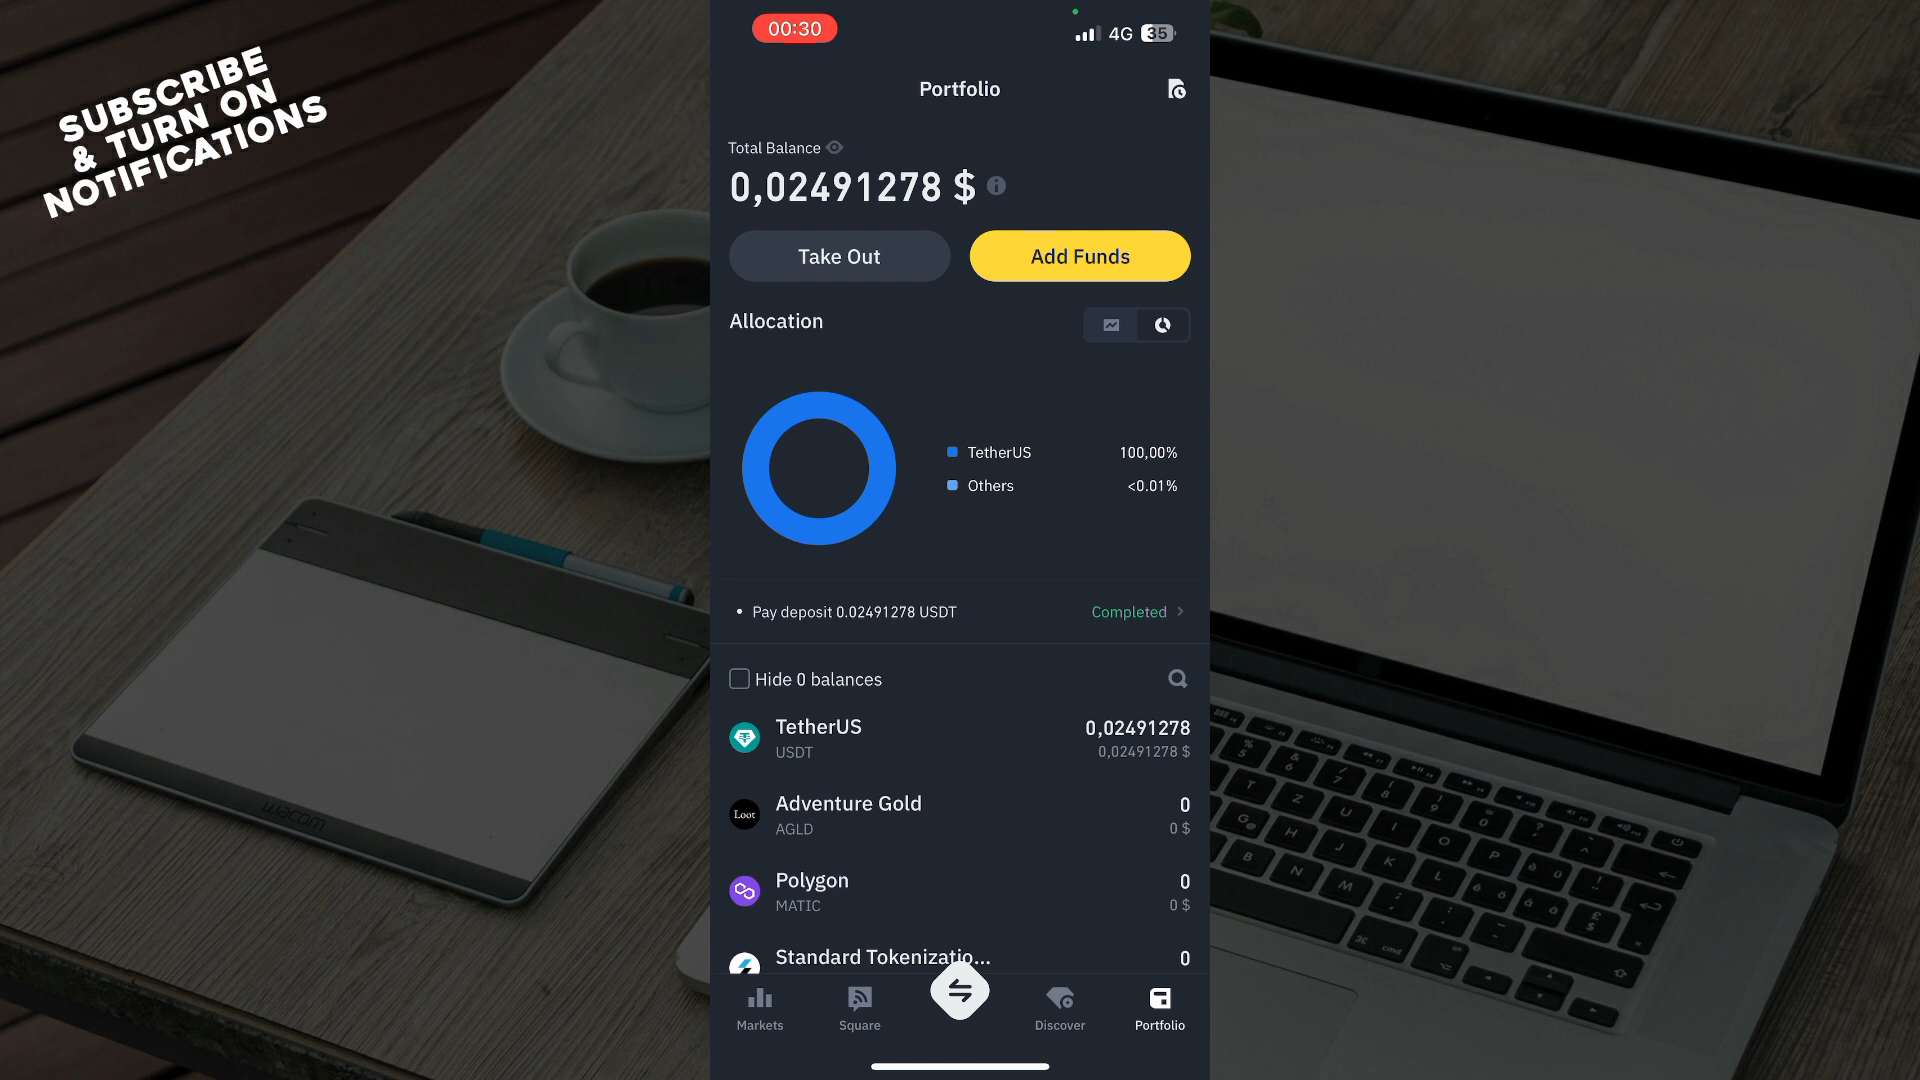 SUBSCRIBE
& TURN ON
NOTIFICATIONS
00:30
4G 35
Portfolio
Total Balance
0,02491278 $
Take Out
Add Funds
Allocation
TetherUS 100,00%
Others <0.01%
• Pay deposit 0.02491278 USDT Completed
Hide 0 balances
TetherUS 0,02491278
USDT 0,02491278 $
Loot
Adventure Gold 0
AGLD 0 $
Polygon 0
MATIC 0 $
Standard Tokenizatio... 0
Markets
Square
Discover
Portfolio
wacom